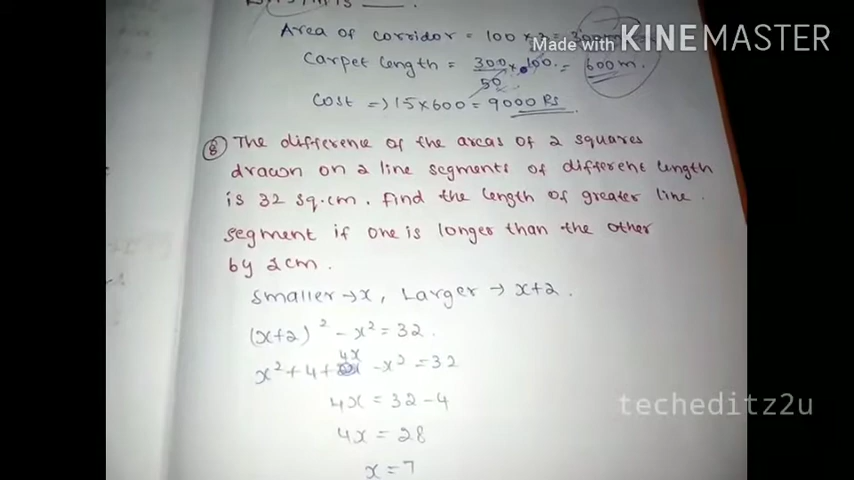 Area of corridor = 100 × 3 = 300
Made with KINEMASTER
Carpet length = 300/50 × 100 = 600 m.
Cost => 15×600 = 9000 Rs
⑧ The difference of the areas of 2 squares
drawn on 2 line segments of different length
is 32 sq.cm. Find the length of greater line
segment if one is longer than the other
by 2cm.
Smaller → x, Larger → x+2.
(x+2)² - x² = 32.
x² + 4 + 4x - x² = 32
4x = 32 - 4
techeditz2u
4x = 28
x = 7